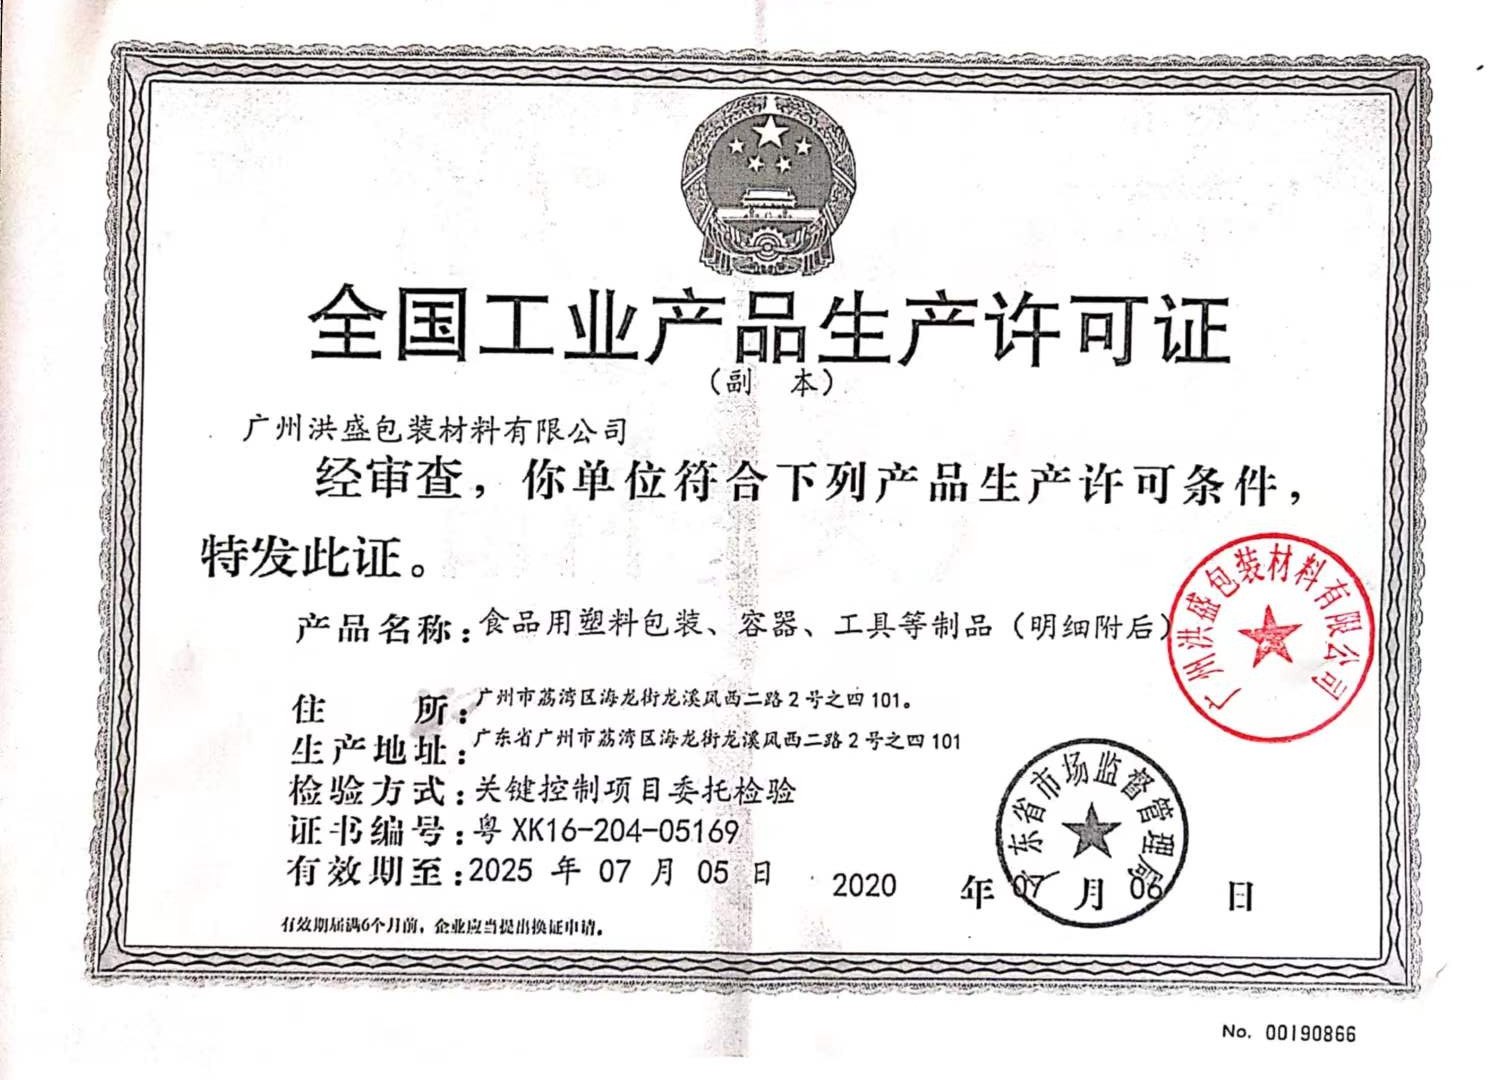 全国工业产品生产许可证
（副 本）
广州洪盛包装材料有限公司
经审查，你单位符合下列产品生产许可条件，
特发此证。
产品名称：食品用塑料包装、容器、工具等制品（明细附后）
广州洪盛包装材料有限公司
住 所：广州市荔湾区海龙街龙溪凤西二路2号之四101。
生产地址：广东省广州市荔湾区海龙街龙溪凤西二路2号之四101
检验方式：关键控制项目委托检验
证书编号：粤XK16-204-05169
有效期至：2025 年 07 月 05 日
广东省市场监督管理局
2020 年 07 月 06 日
有效期届满6个月前，企业应当提出换证申请。
No. 00190866